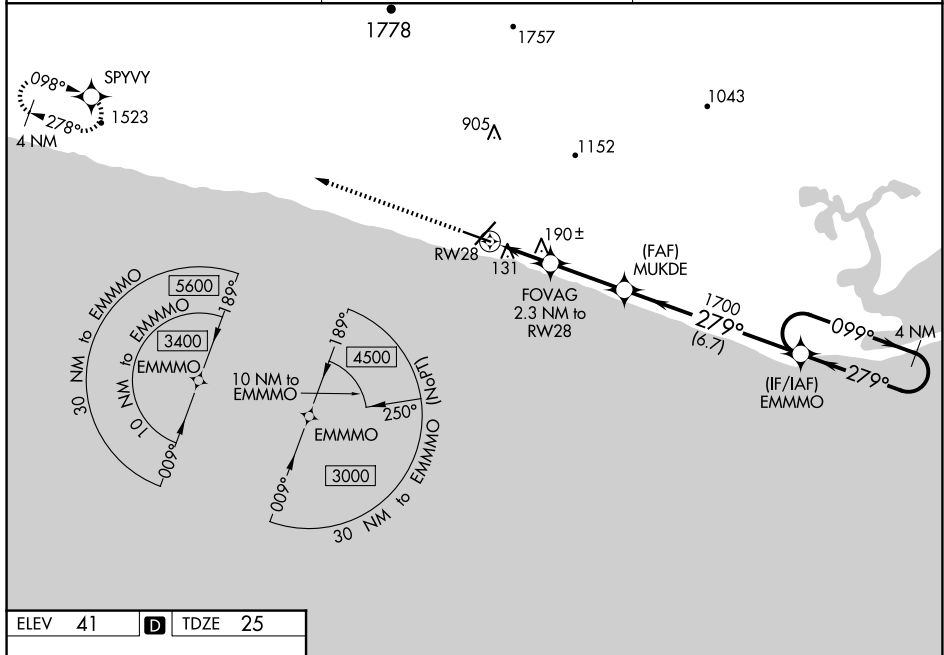 1778
1757
098°
SPYVY
278°
1523
4 NM
1043
905
1152
RW28
131
190±
FOVAG
2.3 NM to
RW28
(FAF)
MUKDE
1700
279°
(6.7)
099°
4 NM
279°
(IF/IAF)
EMMMO
30 NM to EMMMO
5600
189°
10 NM to EMMMO
3400
EMMMO
009°
189°
4500
10 NM to
EMMMO
250°
(NoPT)
EMMMO
3000
009°
30 NM to EMMMO
ELEV 41 D TDZE 25